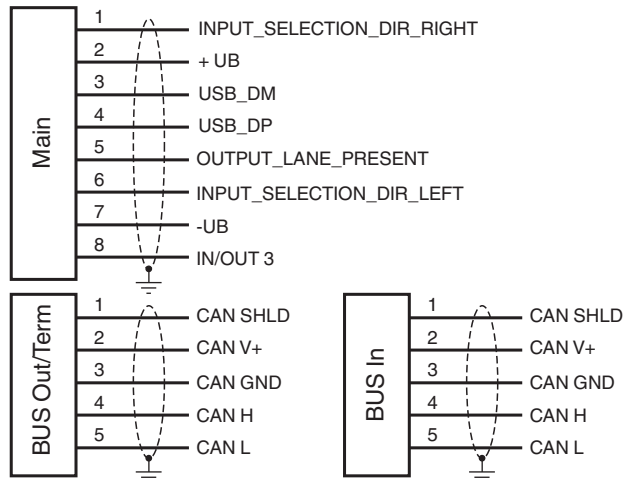 Main
1 INPUT_SELECTION_DIR_RIGHT
2 + UB
3 USB_DM
4 USB_DP
5 OUTPUT_LANE_PRESENT
6 INPUT_SELECTION_DIR_LEFT
7 -UB
8 IN/OUT 3
BUS Out/Term
1 CAN SHLD
2 CAN V+
3 CAN GND
4 CAN H
5 CAN L
BUS In
1 CAN SHLD
2 CAN V+
3 CAN GND
4 CAN H
5 CAN L